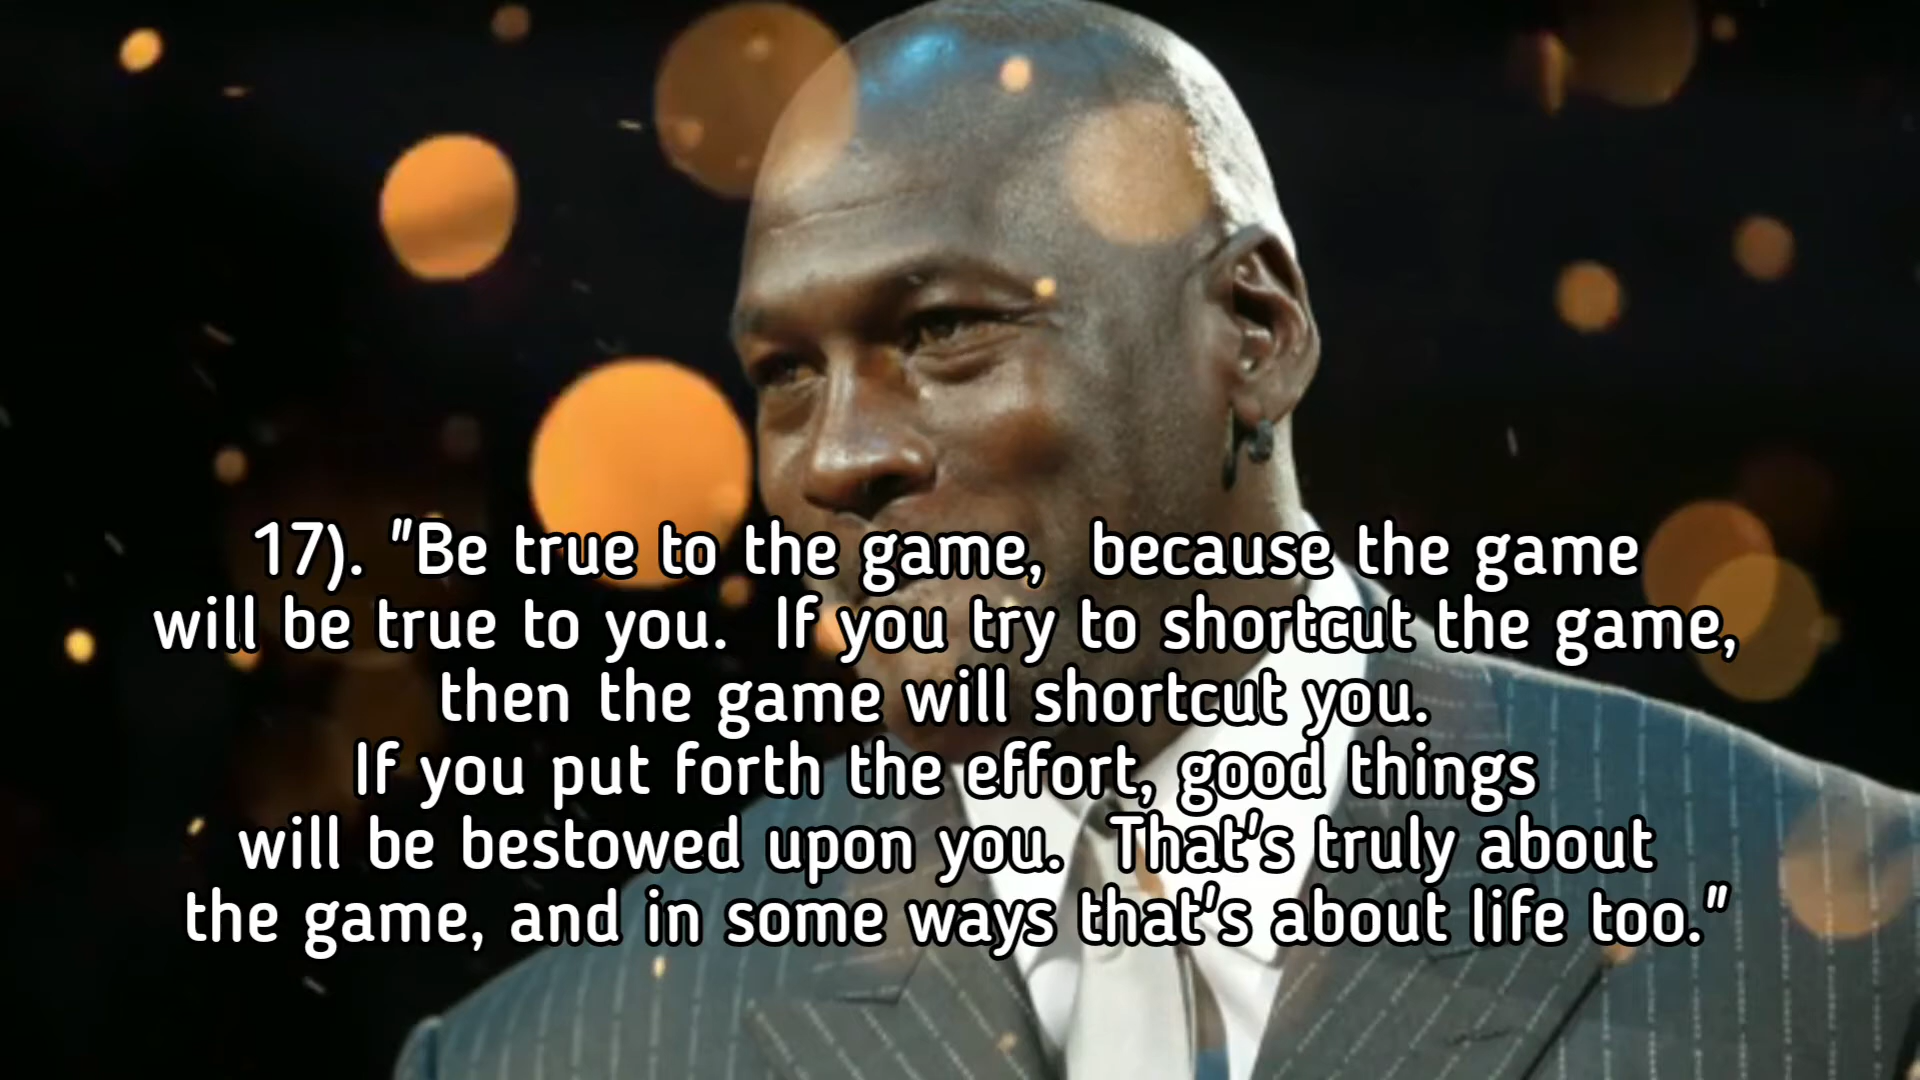 17). "Be true to the game, because the game
will be true to you. If you try to shortcut the game,
then the game will shortcut you.
If you put forth the effort, good things
will be bestowed upon you. That's truly about
the game, and in some ways that's about life too."